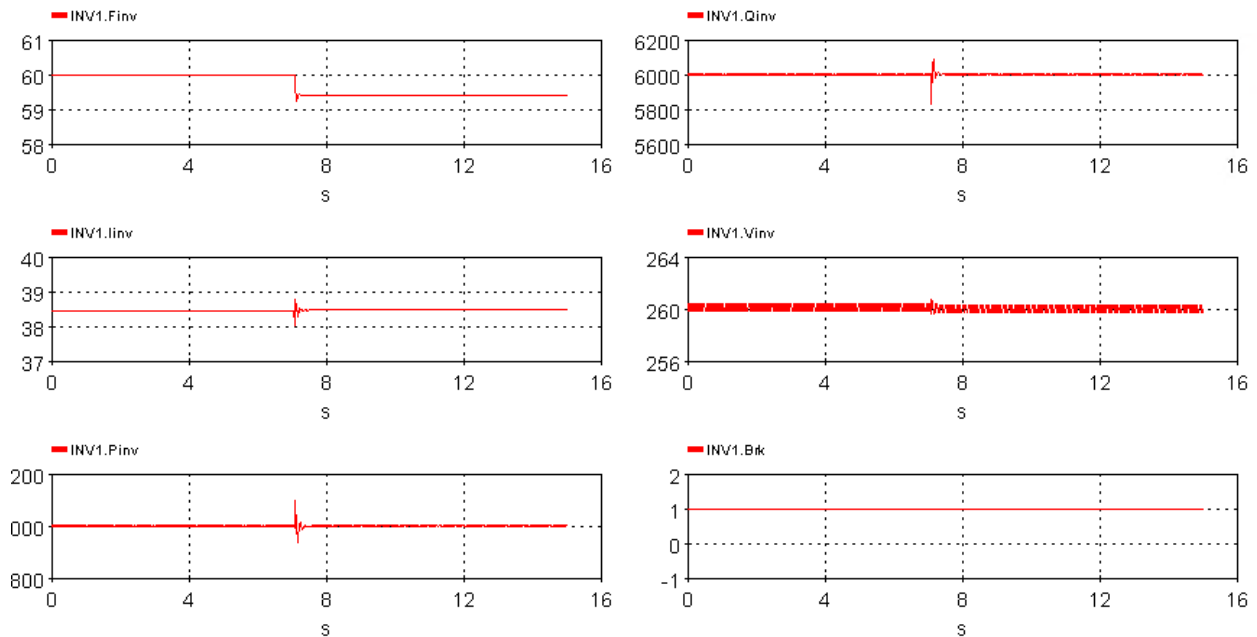 INV1.Finv
61
60
59
58
0 4 8 12 16
s
INV1.Qinv
6200
6000
5800
5600
0 4 8 12 16
s
INV1.Iinv
40
39
38
37
0 4 8 12 16
s
INV1.Vinv
264
260
256
0 4 8 12 16
s
INV1.Pinv
200
000
800
0 4 8 12 16
s
INV1.Brk
2
1
0
-1
0 4 8 12 16
s